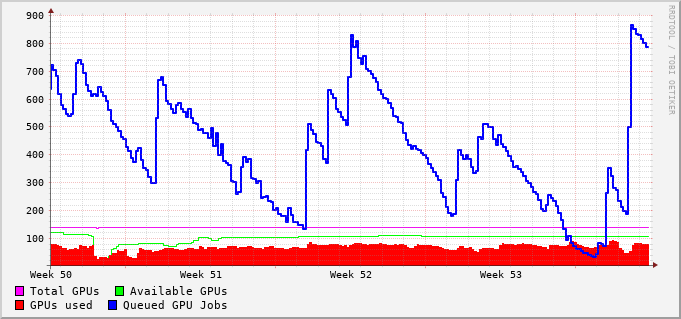 900
800
700
600
500
400
300
200
100
Week 50 Week 51 Week 52 Week 53
Total GPUs Available GPUs
GPUs used Queued GPU Jobs
RRDTOOL / TOBI OETIKER